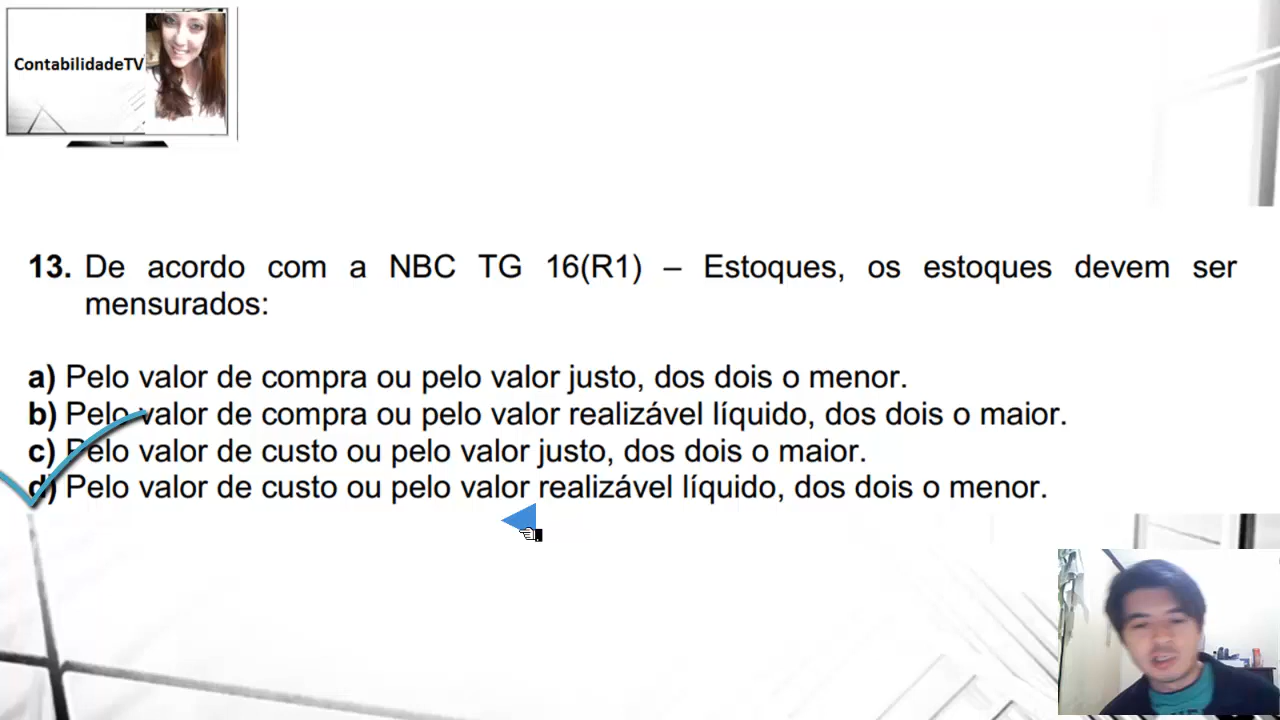 ContabilidadeTV
13. De acordo com a NBC TG 16(R1) – Estoques, os estoques devem ser
mensurados:
a) Pelo valor de compra ou pelo valor justo, dos dois o menor.
b) Pelo valor de compra ou pelo valor realizável líquido, dos dois o maior.
c) Pelo valor de custo ou pelo valor justo, dos dois o maior.
d) Pelo valor de custo ou pelo valor realizável líquido, dos dois o menor.